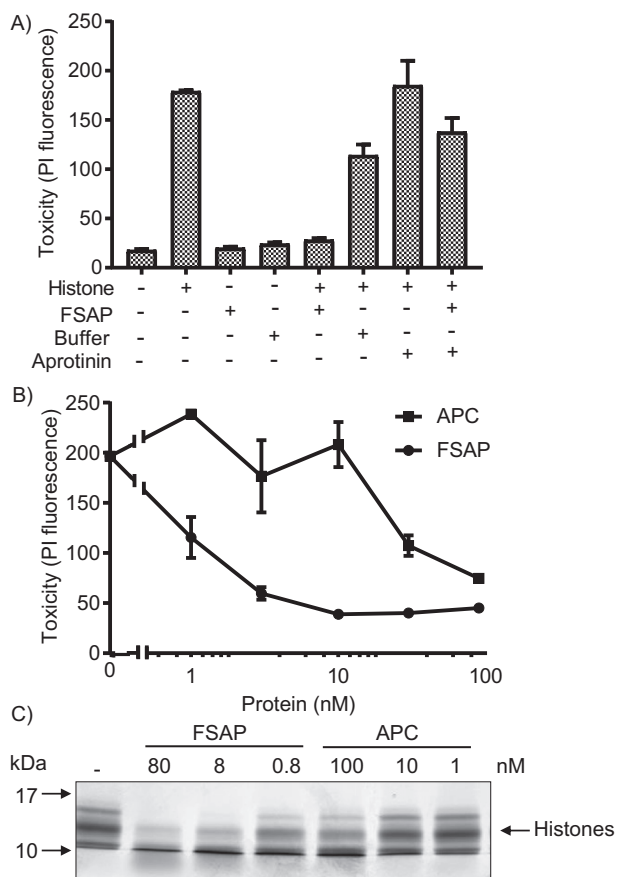 A)
Toxicity (PI fluorescence)
250
200
150
100
50
0
Histone - + - - + + + +
FSAP - - + - + - - +
Buffer - - - + - + - -
Aprotinin - - - - - - + +
B)
Toxicity (PI fluorescence)
250
200
150
100
50
0
APC
FSAP
0 1 10 100
Protein (nM)
C)
FSAP APC
kDa - 80 8 0.8 100 10 1 nM
17
Histones
10